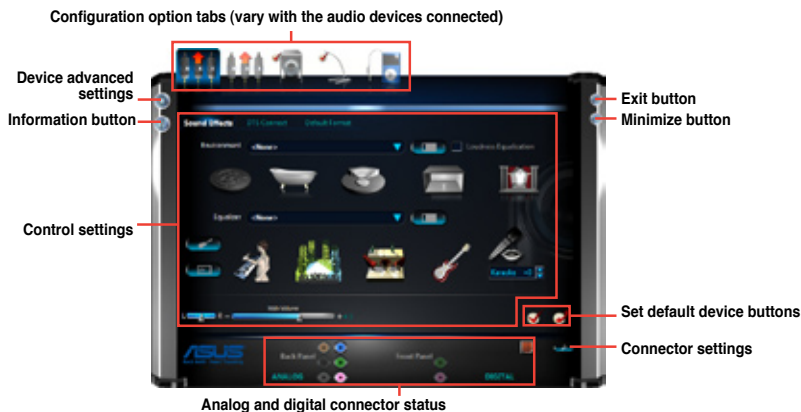 Configuration option tabs (vary with the audio devices connected)
Device advanced
settings
Information button
Exit button
Minimize button
Sound Effects DTS Connect Default Format
Environment <None> Loudness Equalization
Equalizer <None>
Control settings
Karaoke +0
Main Volume
L R - +
Set default device buttons
Connector settings
ASUS
Back Panel Front Panel
ANALOG DIGITAL
Analog and digital connector status